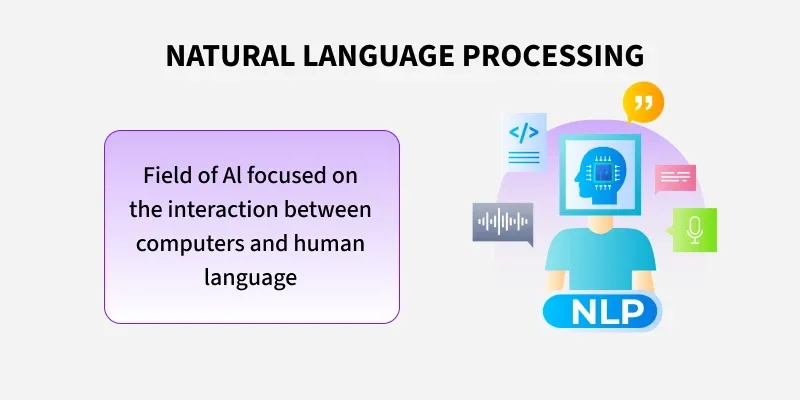 NATURAL LANGUAGE PROCESSING
Field of AI focused on
the interaction between
computers and human
language
</>
NLP